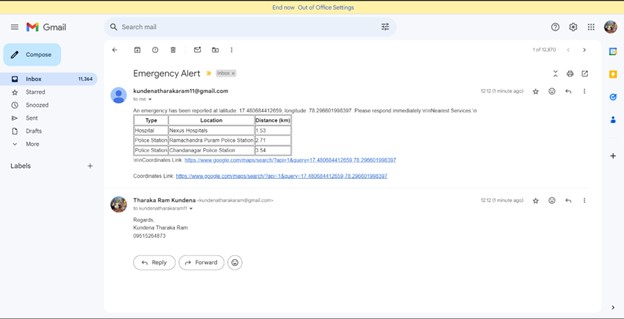 End now Out of Office Settings
Gmail
Search mail
Compose
Inbox 11,364
Starred
Snoozed
Sent
Drafts
More
Labels
1 of 12,870
Emergency Alert
Inbox x
kundenatharakaram11@gmail.com
12:12 (1 minute ago)
to me
An emergency has been reported at latitude: 17.480684412659, longitude: 78.296601998397. Please respond immediately.\n\nNearest Services:\n
Type Location Distance (km)
Hospital Nexus Hospitals 1.53
Police Station Ramachandra Puram Police Station 2.71
Police Station Chandanagar Police Station 3.54
\n\nCoordinates Link: https://www.google.com/maps/search/?api=1&query=17.480684412659,78.296601998397
Coordinates Link: https://www.google.com/maps/search/?api=1&query=17.480684412659,78.296601998397
Tharaka Ram Kundena <kundenatharakaram@gmail.com>
12:12 (1 minute ago)
to kundenatharakaram11
Regards,
Kundena Tharaka Ram
09515264873
Reply
Forward